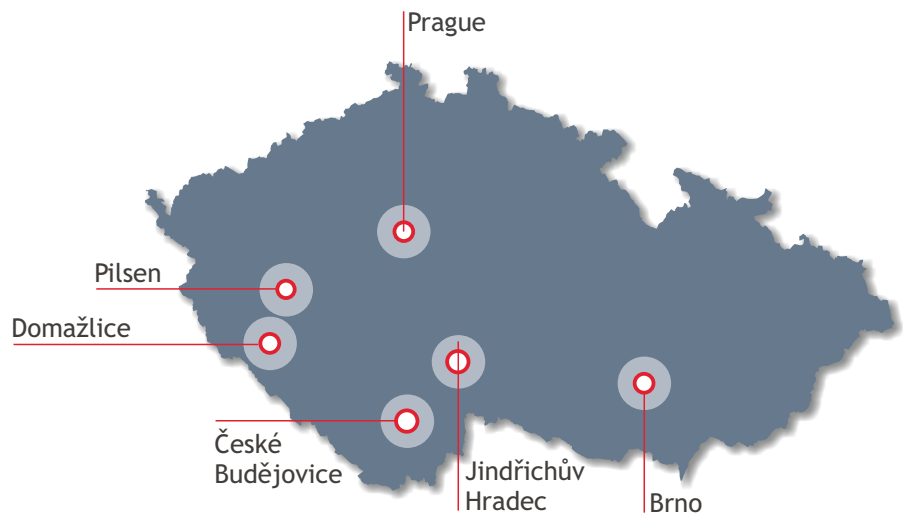 Prague
Pilsen
Domažlice
České
Budějovice
Jindřichův
Hradec
Brno